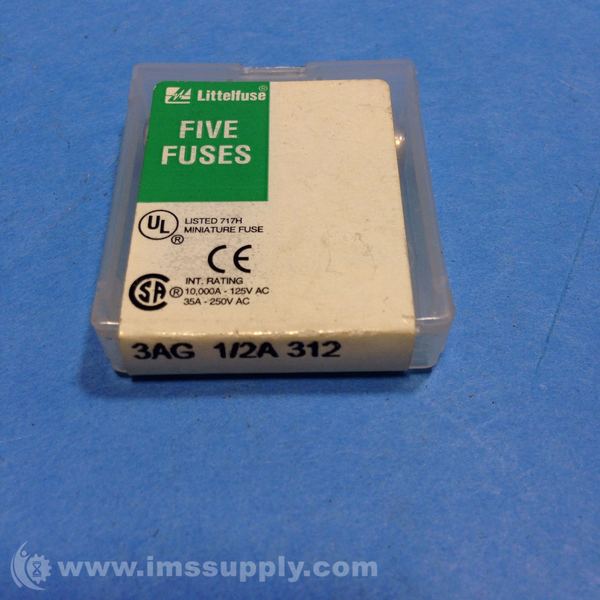 Littelfuse®
FIVE
FUSES
UL ®
LISTED 717H
MINIATURE FUSE
CE
SA ®
INT. RATING
10,000A - 125V AC
35A - 250V AC
3AG 1/2A 312
www.imssupply.com